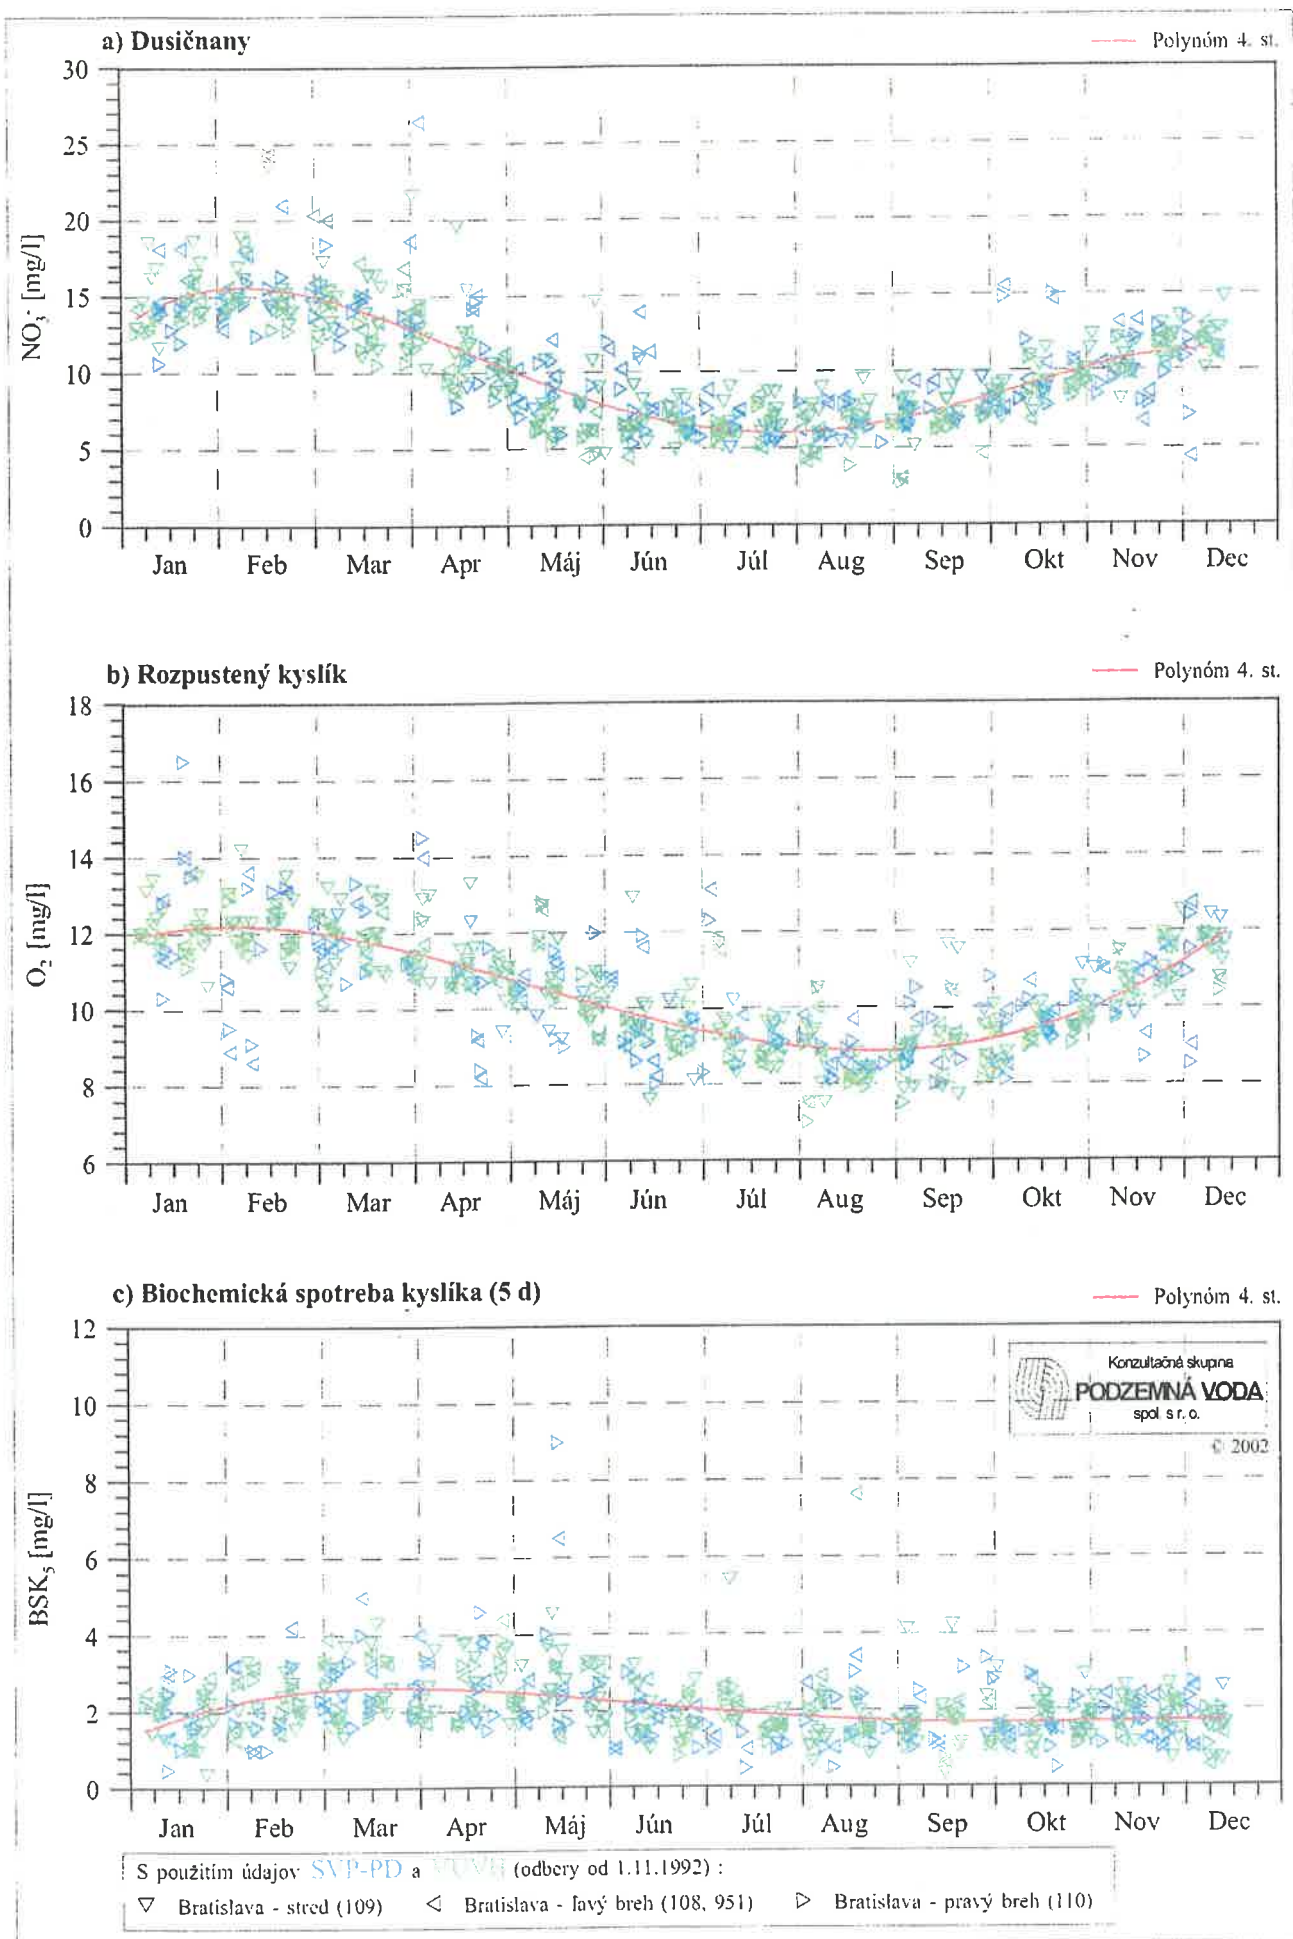 a) Dusičnany
Polynóm 4. st.
30
25
20
15
10
5
0
NO₃⁻ [mg/l]
Jan Feb Mar Apr Máj Jún Júl Aug Sep Okt Nov Dec
b) Rozpustený kyslík
Polynóm 4. st.
18
16
14
12
10
8
6
O₂ [mg/l]
Jan Feb Mar Apr Máj Jún Júl Aug Sep Okt Nov Dec
c) Biochemická spotreba kyslíka (5 d)
Polynóm 4. st.
12
10
8
6
4
2
0
BSK₅ [mg/l]
Konzultačná skupina
PODZEMNÁ VODA
spol. s r. o.
© 2002
Jan Feb Mar Apr Máj Jún Júl Aug Sep Okt Nov Dec
S použitím údajov SVP-PD a VÚVH (odbery od 1.11.1992) :
Bratislava - stred (109) Bratislava - ľavý breh (108, 951) Bratislava - pravý breh (110)